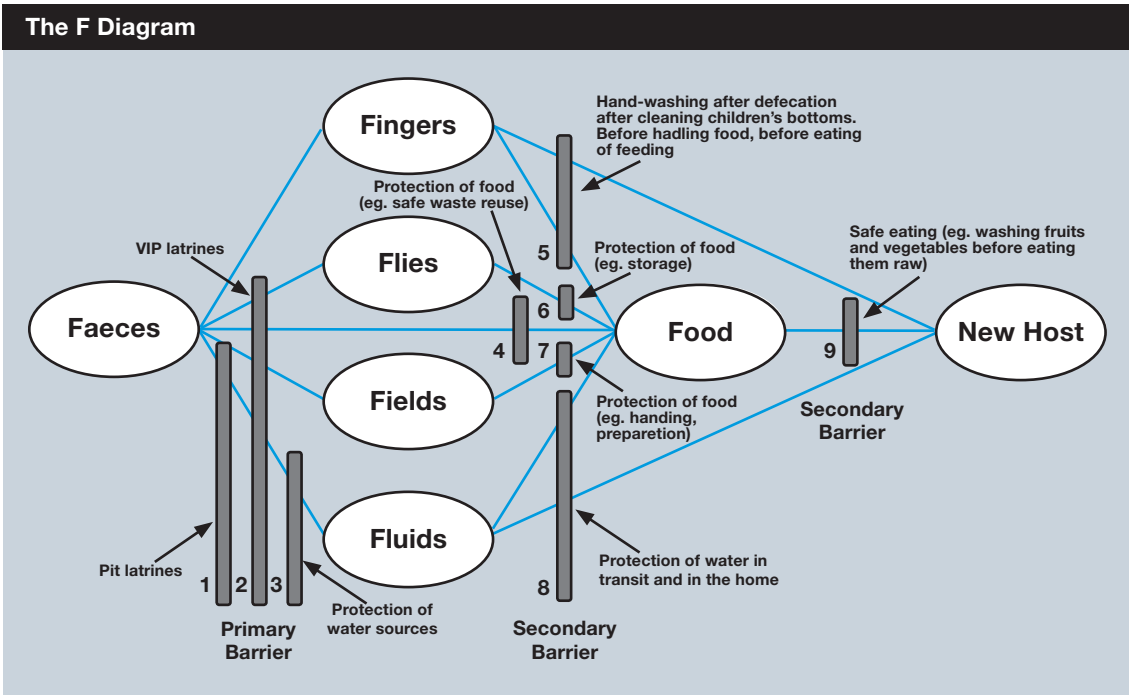 The F Diagram
Fingers
Hand-washing after defecation
after cleaning children's bottoms.
Before hadling food, before eating
of feeding
Protection of food
(eg. safe waste reuse)
VIP latrines
Flies
5
Protection of food
(eg. storage)
Safe eating (eg. washing fruits
and vegetables before eating
them raw)
6
Faeces
Food
New Host
4
7
9
Fields
Protection of food
(eg. handing,
preparetion)
Secondary
Barrier
Fluids
Pit latrines
1
2
3
8
Protection of water in
transit and in the home
Protection of
water sources
Primary
Barrier
Secondary
Barrier